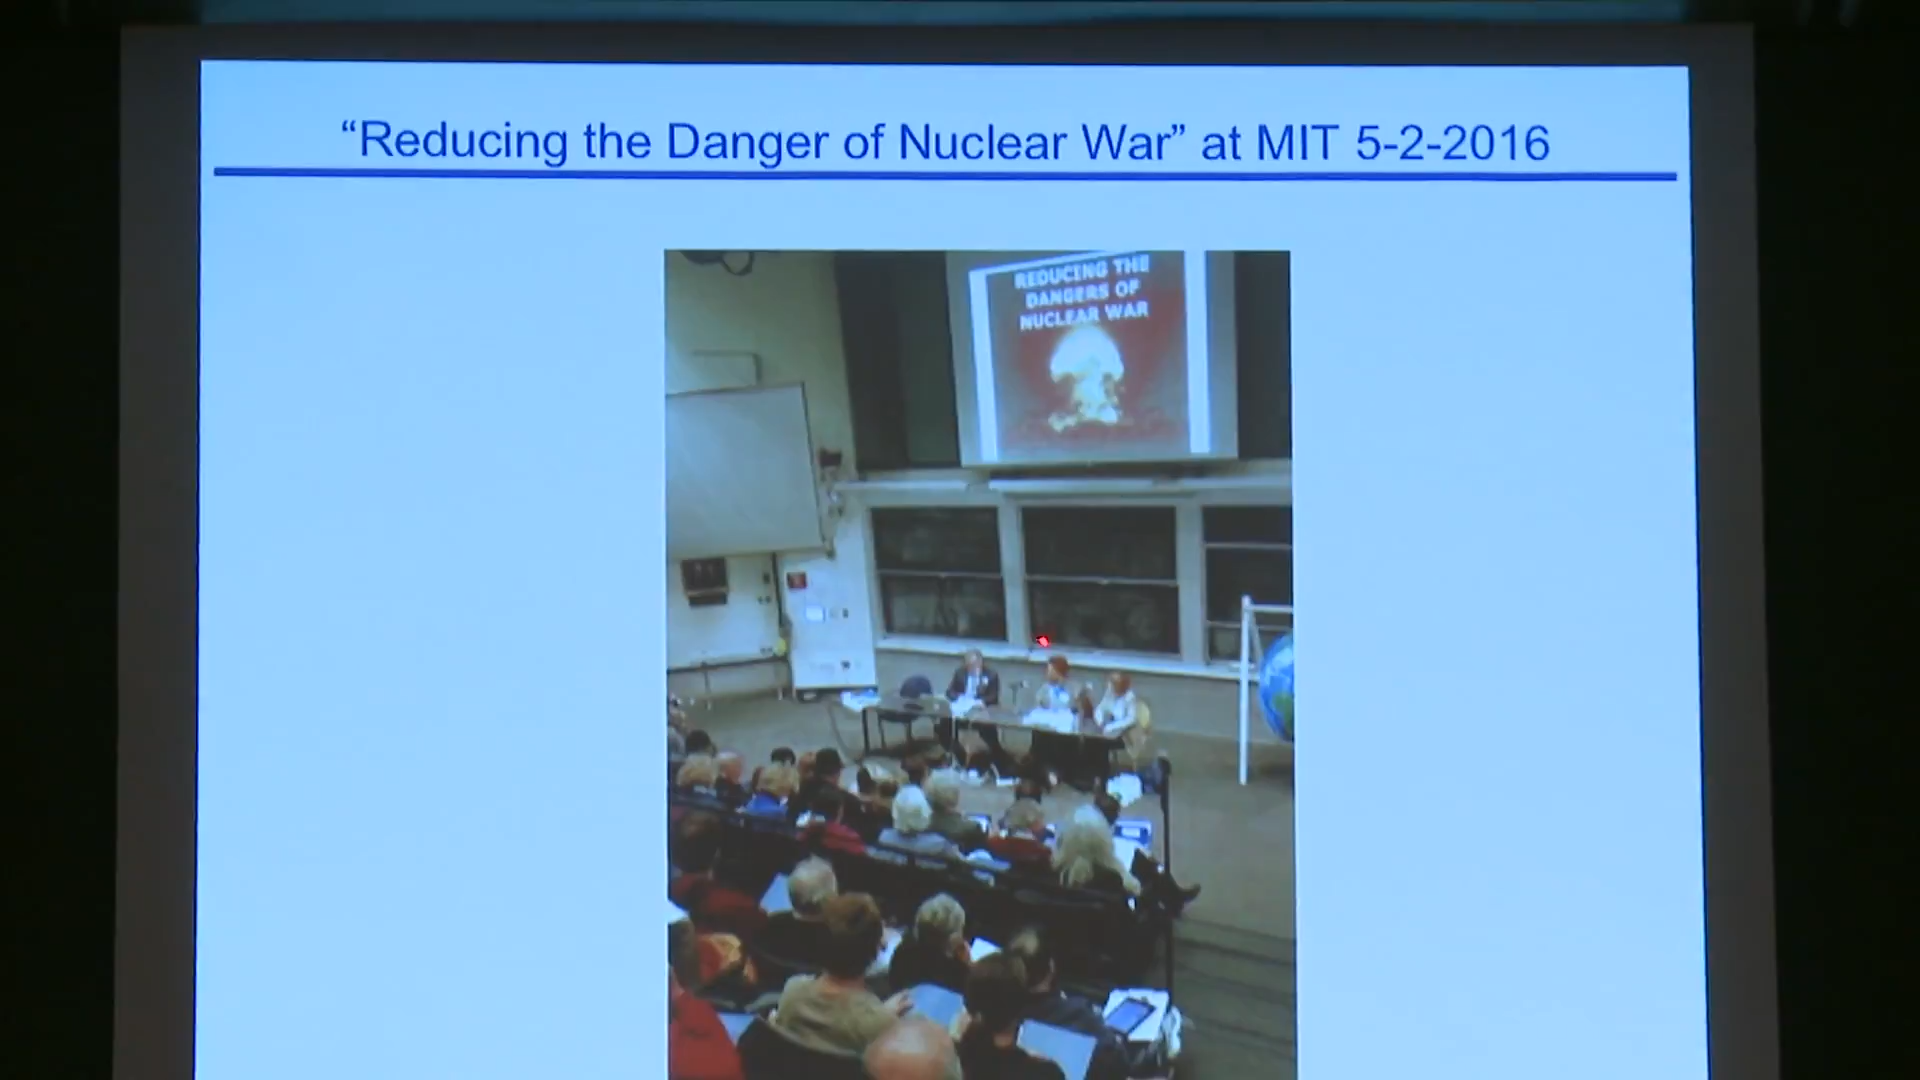 “Reducing the Danger of Nuclear War” at MIT 5-2-2016
REDUCING THE
DANGERS OF
NUCLEAR WAR